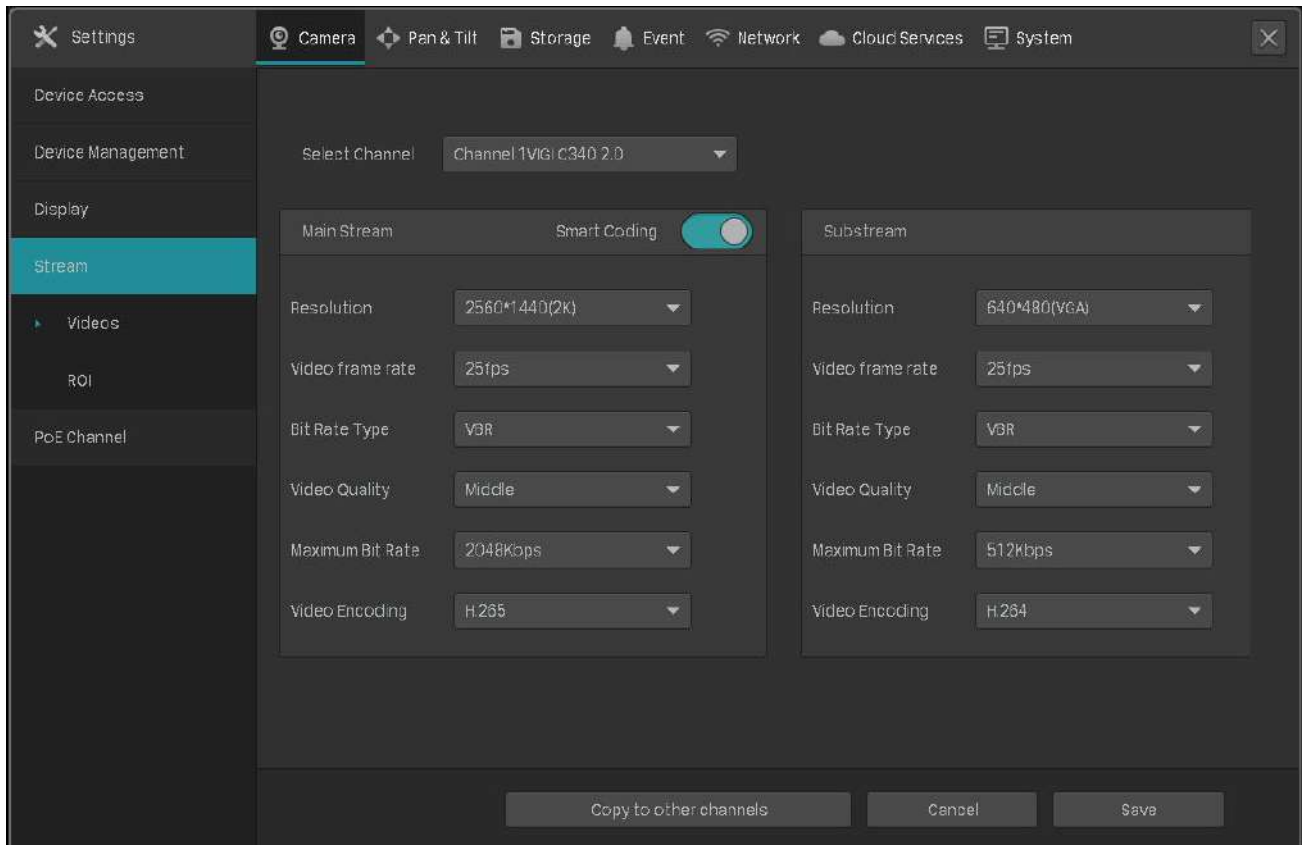 Settings
Camera Pan & Tilt Storage Event Network Cloud Services System
Device Access
Device Management
Display
Stream
Videos
ROI
PoE Channel
Select Channel Channel 1VIGI C340 2.0
Main Stream Smart Coding
Resolution 2560*1440(2K)
Video frame rate 25fps
Bit Rate Type VBR
Video Quality Middle
Maximum Bit Rate 2048Kbps
Video Encoding H.265
Substream
Resolution 640*480(VGA)
Video frame rate 25fps
Bit Rate Type VBR
Video Quality Middle
Maximum Bit Rate 512Kbps
Video Encoding H.264
Copy to other channels Cancel Save